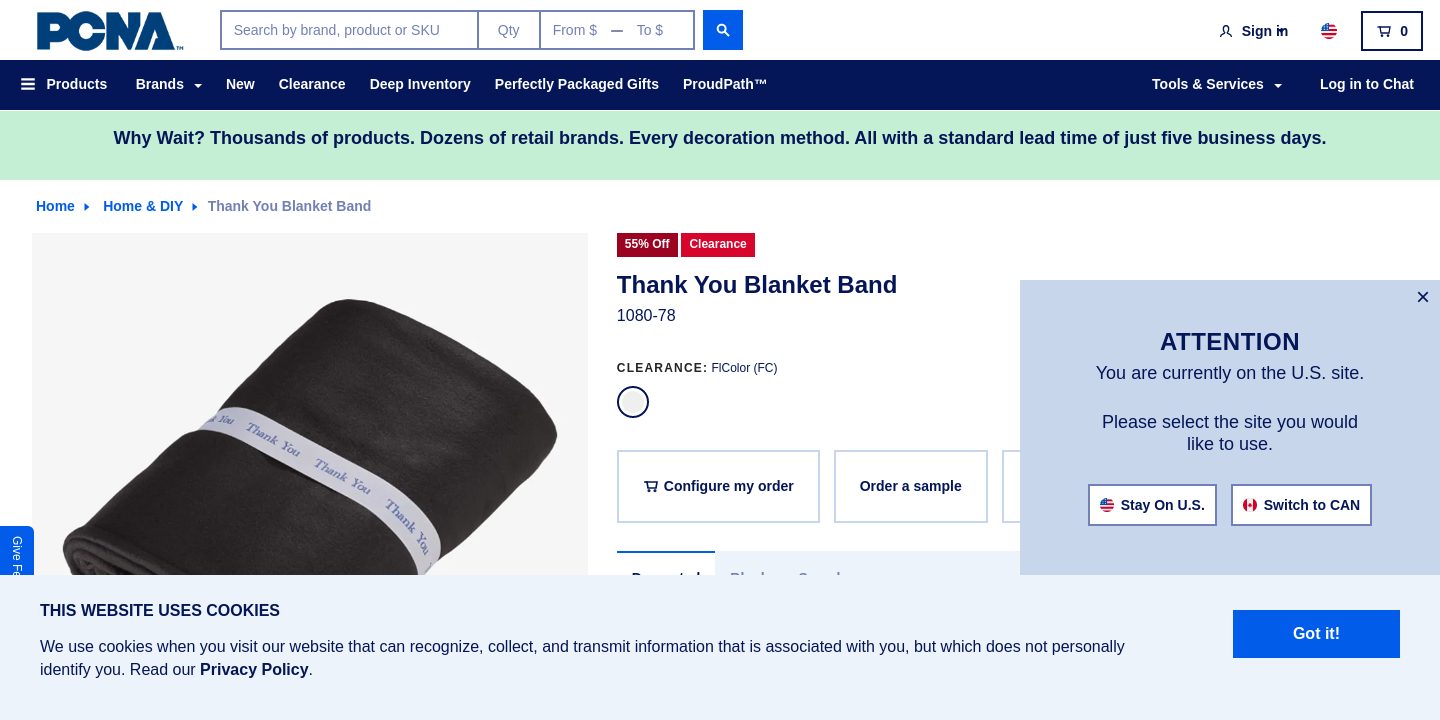 PCNA™
Search by brand, product or SKU
Qty
From $ — To $
Sign in
0
Products
Brands
New
Clearance
Deep Inventory
Perfectly Packaged Gifts
ProudPath™
Tools & Services
Log in to Chat
Why Wait? Thousands of products. Dozens of retail brands. Every decoration method. All with a standard lead time of just five business days.
Home
Home & DIY
Thank You Blanket Band
55% Off
Clearance
Thank You Blanket Band
1080-78
CLEARANCE: FlColor (FC)
Configure my order
Order a sample
Thank You
Thank You
Thank You
×
ATTENTION
You are currently on the U.S. site.
Please select the site you would
like to use.
Stay On U.S.
Switch to CAN
Give
THIS WEBSITE USES COOKIES
We use cookies when you visit our website that can recognize, collect, and transmit information that is associated with you, but which does not personally
identify you. Read our Privacy Policy.
Got it!